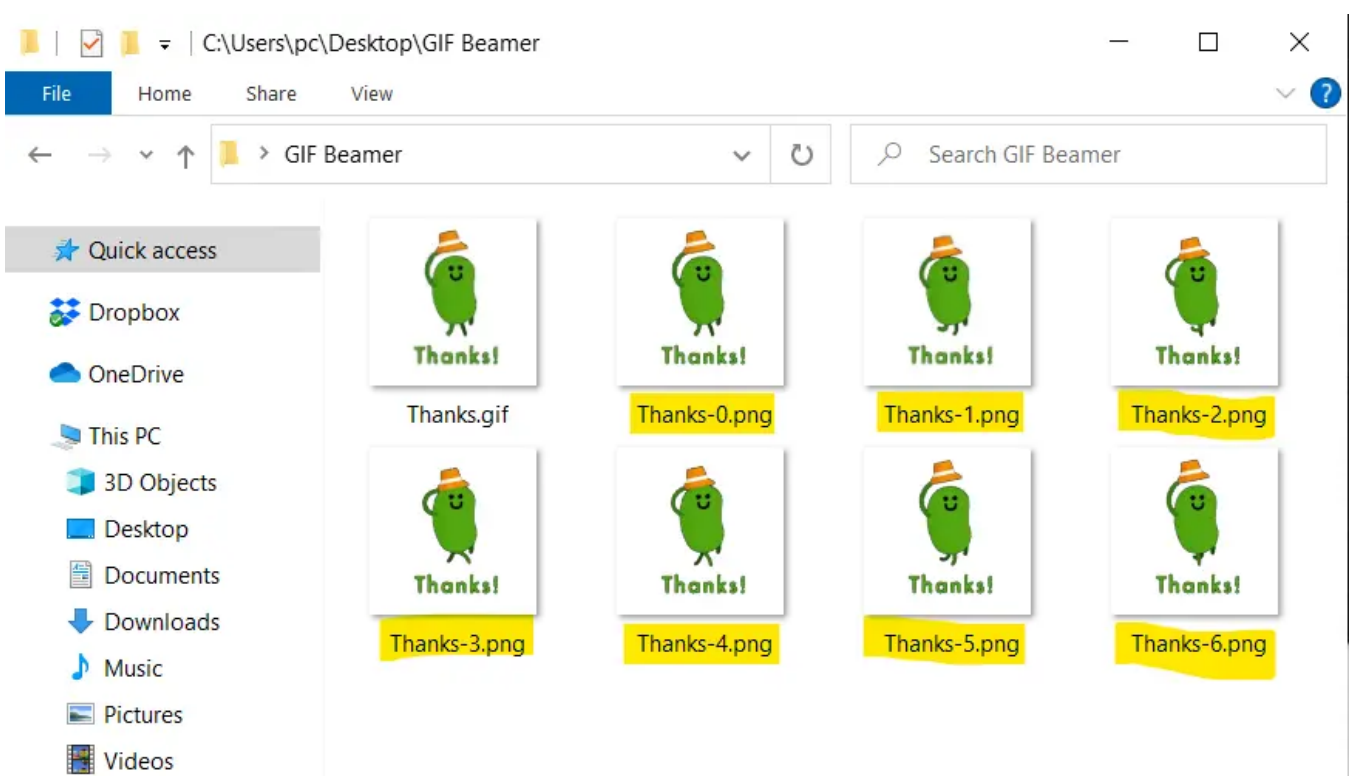 C:\Users\pc\Desktop\GIF Beamer
File Home Share View
?
GIF Beamer
Search GIF Beamer
Quick access
Dropbox
OneDrive
This PC
3D Objects
Desktop
Documents
Downloads
Music
Pictures
Videos
Thanks! Thanks! Thanks! Thanks!
Thanks.gif Thanks-0.png Thanks-1.png Thanks-2.png
Thanks! Thanks! Thanks! Thanks!
Thanks-3.png Thanks-4.png Thanks-5.png Thanks-6.png